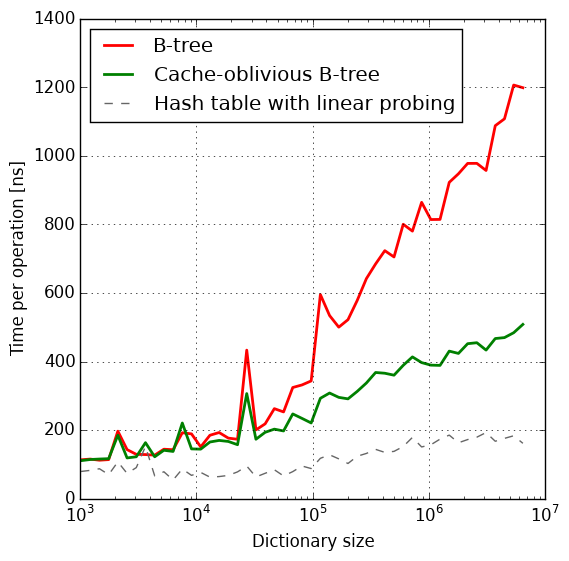 1400
1200
1000
800
600
400
200
0
B-tree
Cache-oblivious B-tree
Hash table with linear probing
Time per operation [ns]
10³ 10⁴ 10⁵ 10⁶ 10⁷
Dictionary size